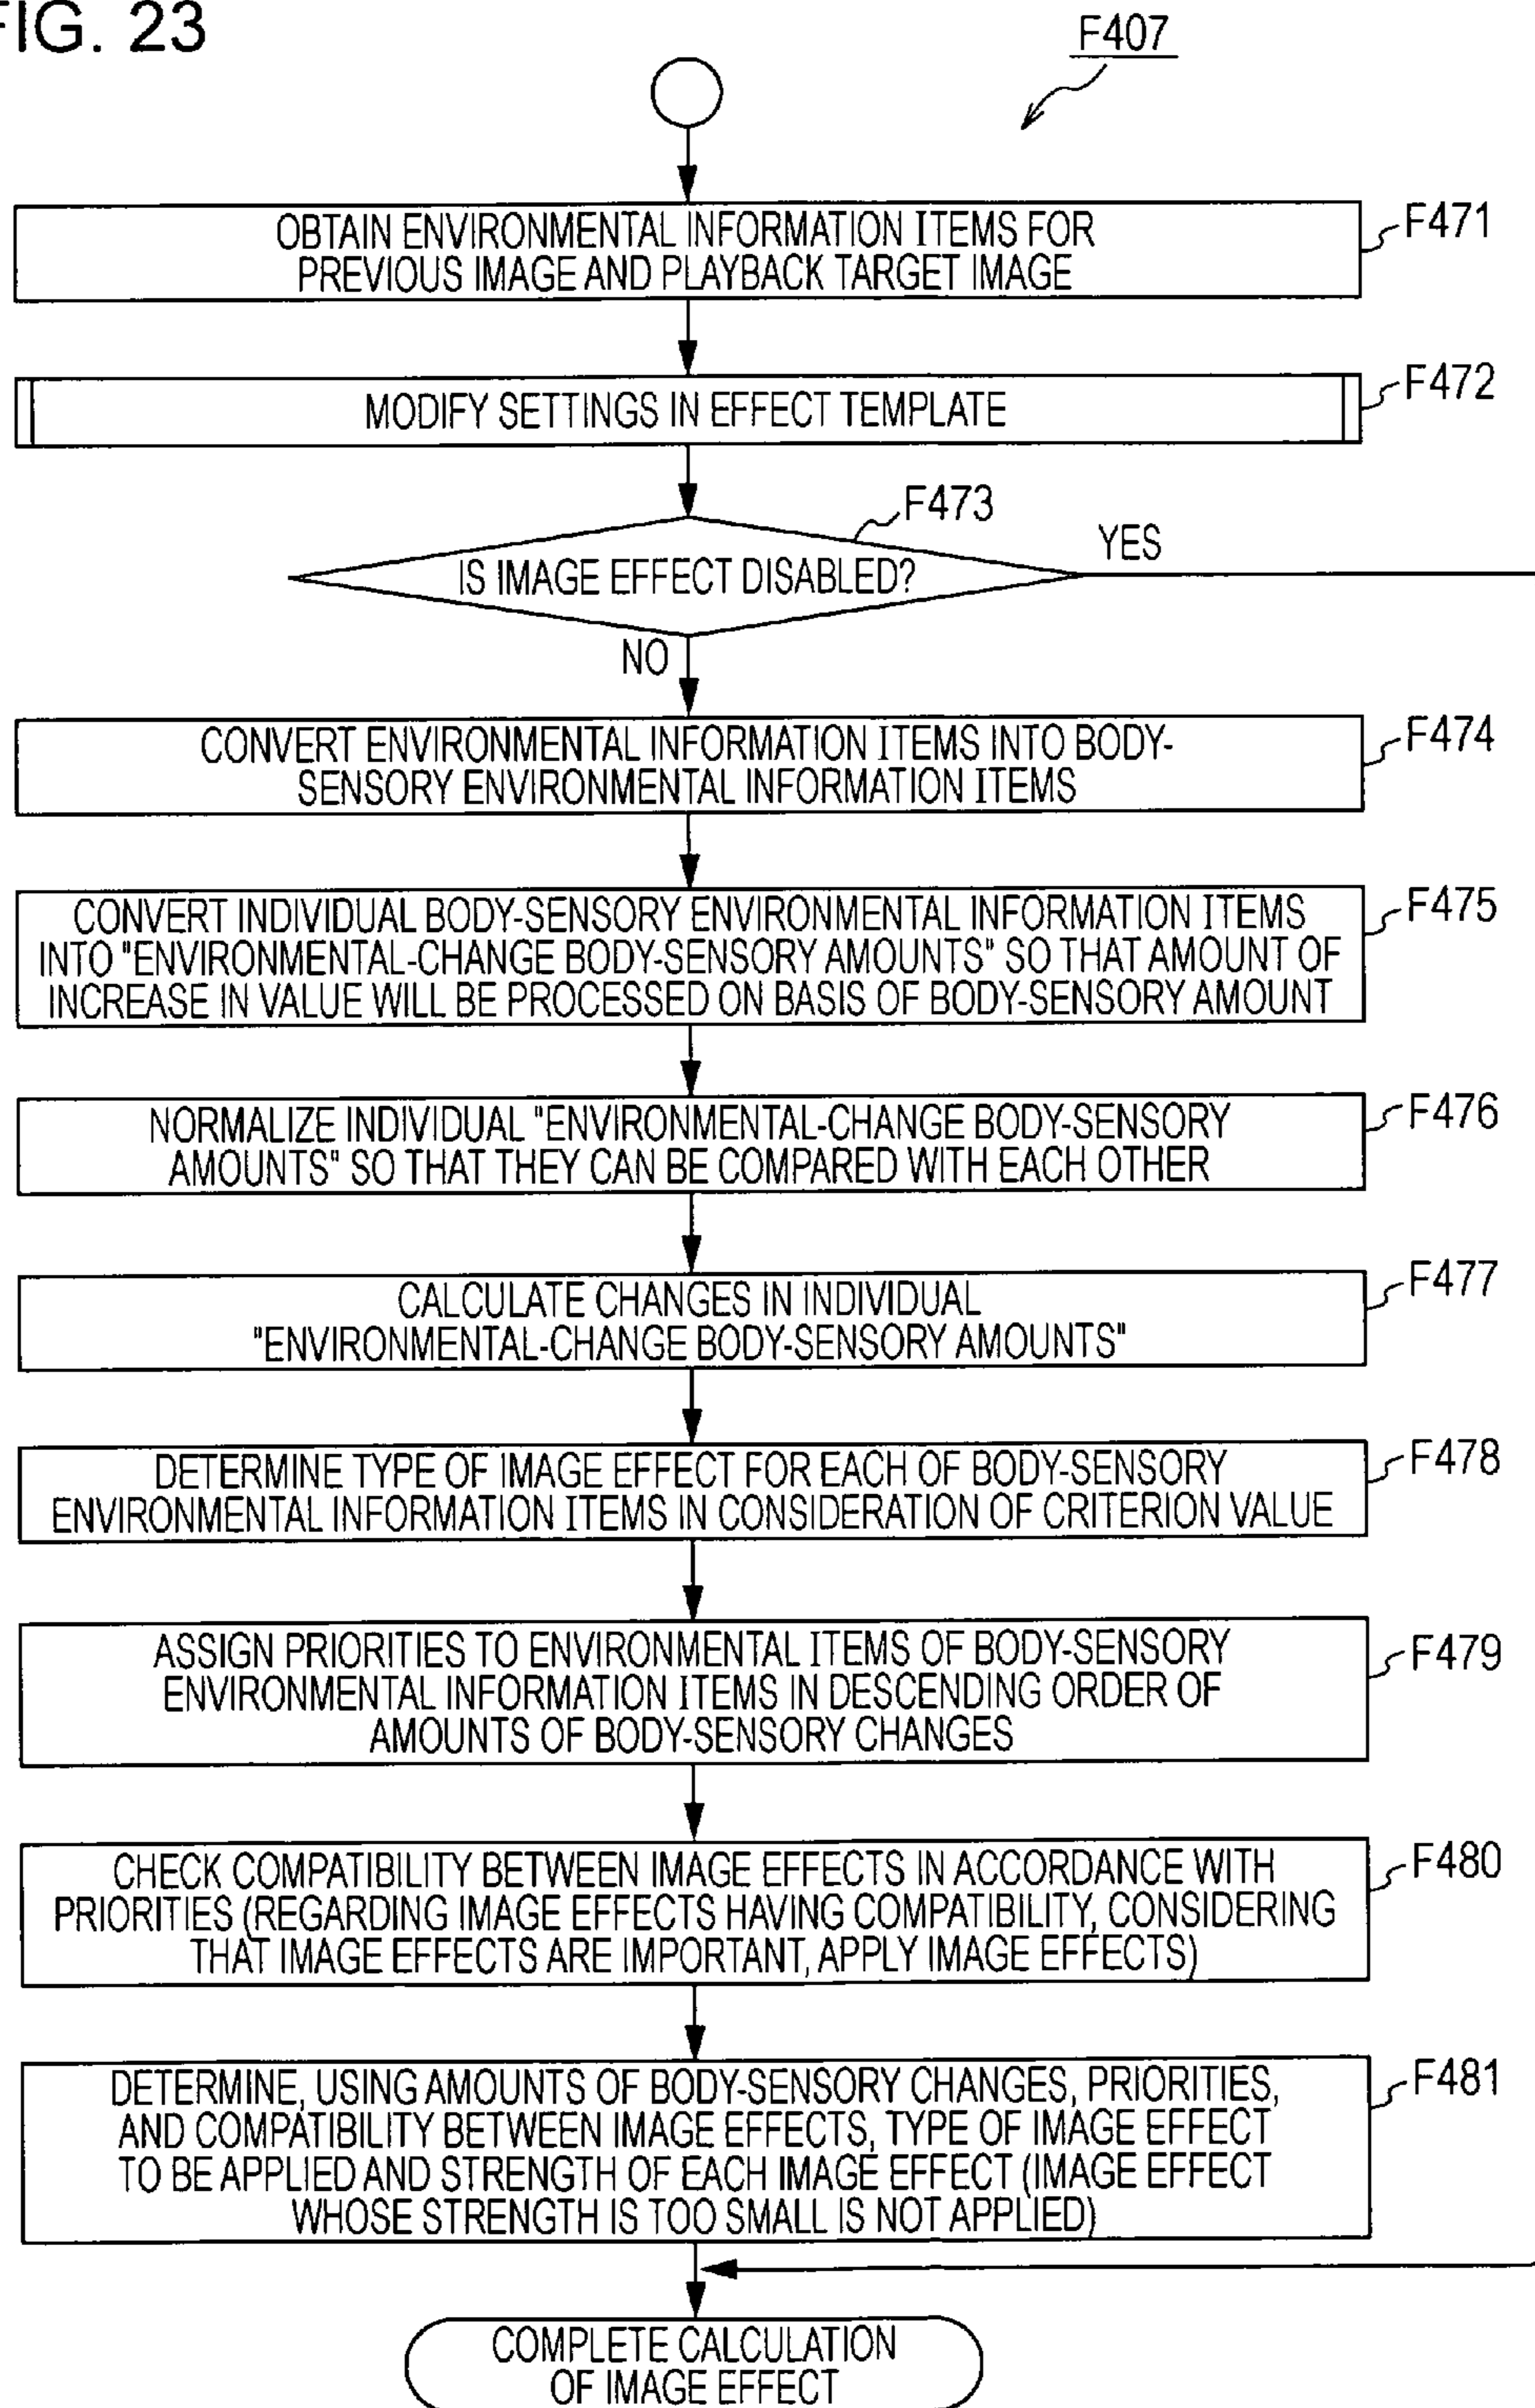 FIG. 23
F407
OBTAIN ENVIRONMENTAL INFORMATION ITEMS FOR
PREVIOUS IMAGE AND PLAYBACK TARGET IMAGE
F471
MODIFY SETTINGS IN EFFECT TEMPLATE
F472
F473
IS IMAGE EFFECT DISABLED?
YES
NO
CONVERT ENVIRONMENTAL INFORMATION ITEMS INTO BODY-
SENSORY ENVIRONMENTAL INFORMATION ITEMS
F474
CONVERT INDIVIDUAL BODY-SENSORY ENVIRONMENTAL INFORMATION ITEMS
INTO "ENVIRONMENTAL-CHANGE BODY-SENSORY AMOUNTS" SO THAT AMOUNT OF
INCREASE IN VALUE WILL BE PROCESSED ON BASIS OF BODY-SENSORY AMOUNT
F475
NORMALIZE INDIVIDUAL "ENVIRONMENTAL-CHANGE BODY-SENSORY
AMOUNTS" SO THAT THEY CAN BE COMPARED WITH EACH OTHER
F476
CALCULATE CHANGES IN INDIVIDUAL
"ENVIRONMENTAL-CHANGE BODY-SENSORY AMOUNTS"
F477
DETERMINE TYPE OF IMAGE EFFECT FOR EACH OF BODY-SENSORY
ENVIRONMENTAL INFORMATION ITEMS IN CONSIDERATION OF CRITERION VALUE
F478
ASSIGN PRIORITIES TO ENVIRONMENTAL ITEMS OF BODY-SENSORY
ENVIRONMENTAL INFORMATION ITEMS IN DESCENDING ORDER OF
AMOUNTS OF BODY-SENSORY CHANGES
F479
CHECK COMPATIBILITY BETWEEN IMAGE EFFECTS IN ACCORDANCE WITH
PRIORITIES (REGARDING IMAGE EFFECTS HAVING COMPATIBILITY, CONSIDERING
THAT IMAGE EFFECTS ARE IMPORTANT, APPLY IMAGE EFFECTS)
F480
DETERMINE, USING AMOUNTS OF BODY-SENSORY CHANGES, PRIORITIES,
AND COMPATIBILITY BETWEEN IMAGE EFFECTS, TYPE OF IMAGE EFFECT
TO BE APPLIED AND STRENGTH OF EACH IMAGE EFFECT (IMAGE EFFECT
WHOSE STRENGTH IS TOO SMALL IS NOT APPLIED)
F481
COMPLETE CALCULATION
OF IMAGE EFFECT